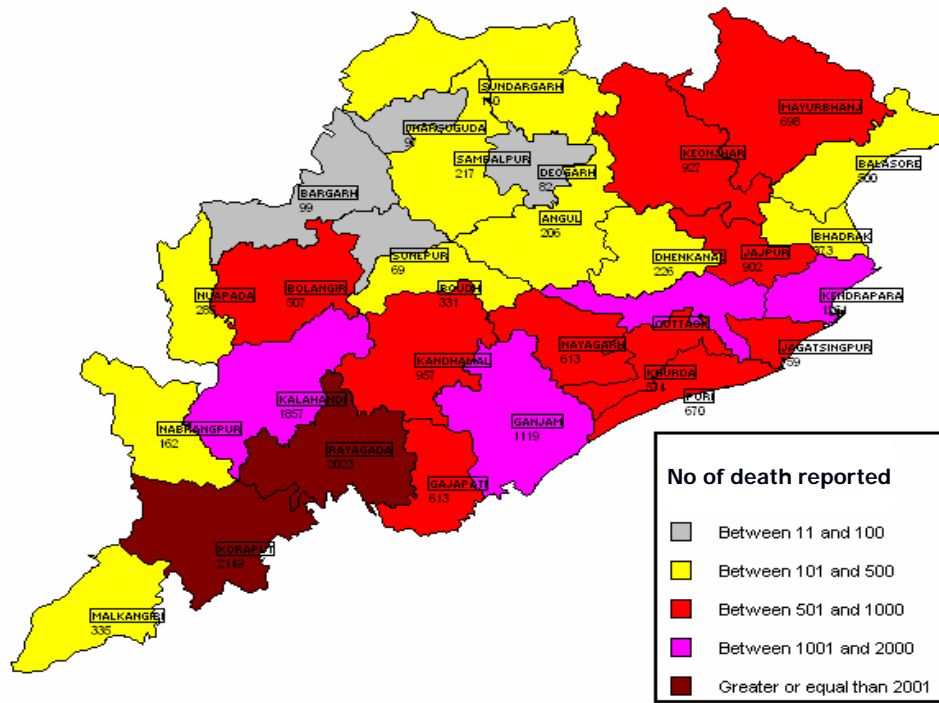 SUNDARGARH
MAYURBHANJ
698
JHARSUGUDA
SAMBALPUR
217
DEOGARH
82
KEONJHAR
927
BALASORE
500
BARGARH
99
ANGUL
206
BHADRAK
373
SONEPUR
69
DHENKANAL
226
JAJPUR
902
NUAPADA
BOLANGIR
507
BOUDH
331
KENDRAPARA
CUTTACK
NAYAGARH
613
JAGATSINGPUR
759
KANDHAMAL
957
KHURDA
KALAHANDI
1857
PURI
670
NABRANGPUR
162
GANJAM
1119
RAYAGADA
2023
GAJAPATI
613
KORAPUT
2149
MALKANGIRI
335
No of death reported
Between 11 and 100
Between 101 and 500
Between 501 and 1000
Between 1001 and 2000
Greater or equal than 2001